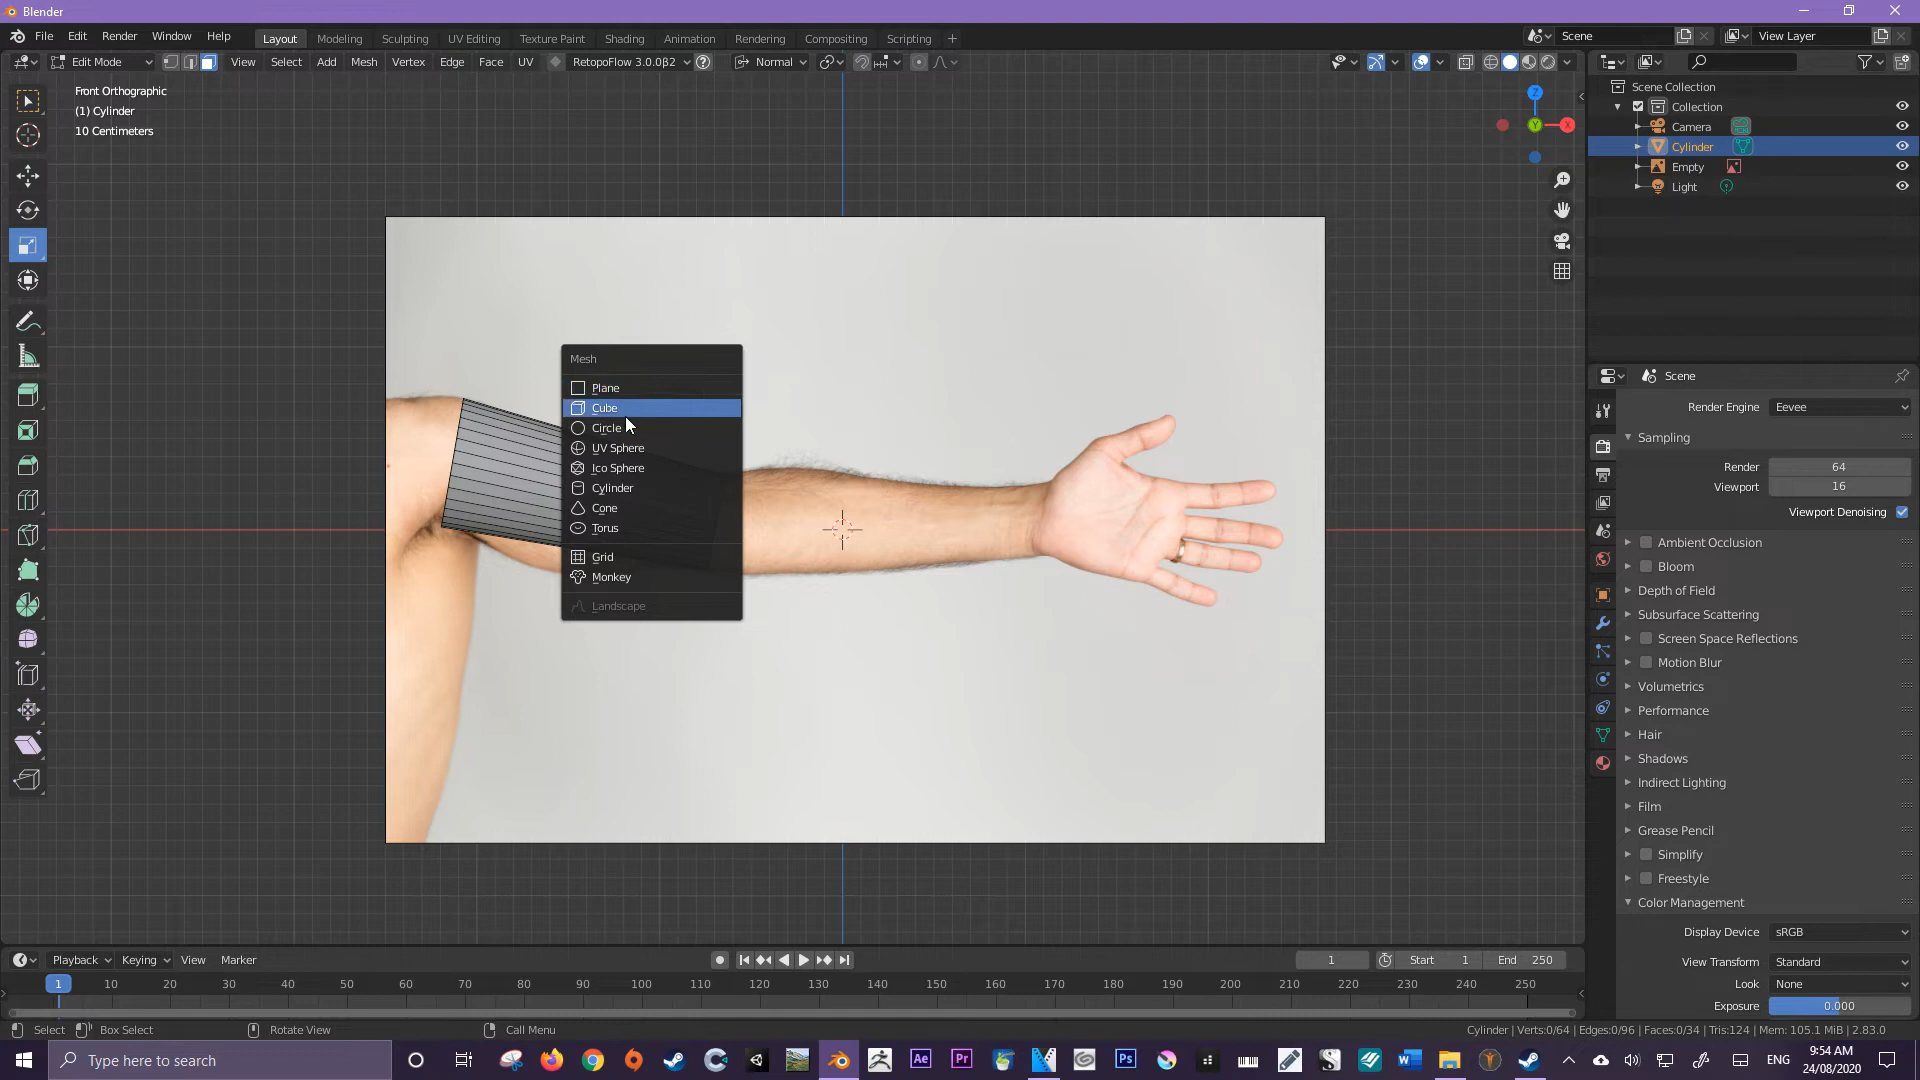 Blender
File Edit Render Window Help
Layout Modeling Sculpting UV Editing Texture Paint Shading Animation Rendering Compositing Scripting +
Scene
View Layer
Edit Mode View Select Add Mesh Vertex Edge Face UV RetopoFlow 3.0.0β2 Normal
Front Orthographic
(1) Cylinder
10 Centimeters
Z
Y
X
Mesh
Plane
Cube
Circle
UV Sphere
Ico Sphere
Cylinder
Cone
Torus
Grid
Monkey
Landscape
Scene Collection
Collection
Camera
Cylinder
Empty
Light
Scene
Render Engine Eevee
Sampling
Render 64
Viewport 16
Viewport Denoising
Ambient Occlusion
Bloom
Depth of Field
Subsurface Scattering
Screen Space Reflections
Motion Blur
Volumetrics
Performance
Hair
Shadows
Indirect Lighting
Film
Grease Pencil
Simplify
Freestyle
Color Management
Display Device sRGB
View Transform Standard
Look None
Exposure 0.000
Playback Keying View Marker
1 Start 1 End 250
1 10 20 30 40 50 60 70 80 90 100 110 120 130 140 150 160 170 180 190 200 210 220 230 240 250
Select Box Select Rotate View Call Menu
Cylinder | Verts:0/64 | Edges:0/96 | Faces:0/34 | Tris:124 | Mem: 105.1 MiB | 2.83.0
Type here to search
Ae Pr Ps
ENG
9:54 AM
24/08/2020